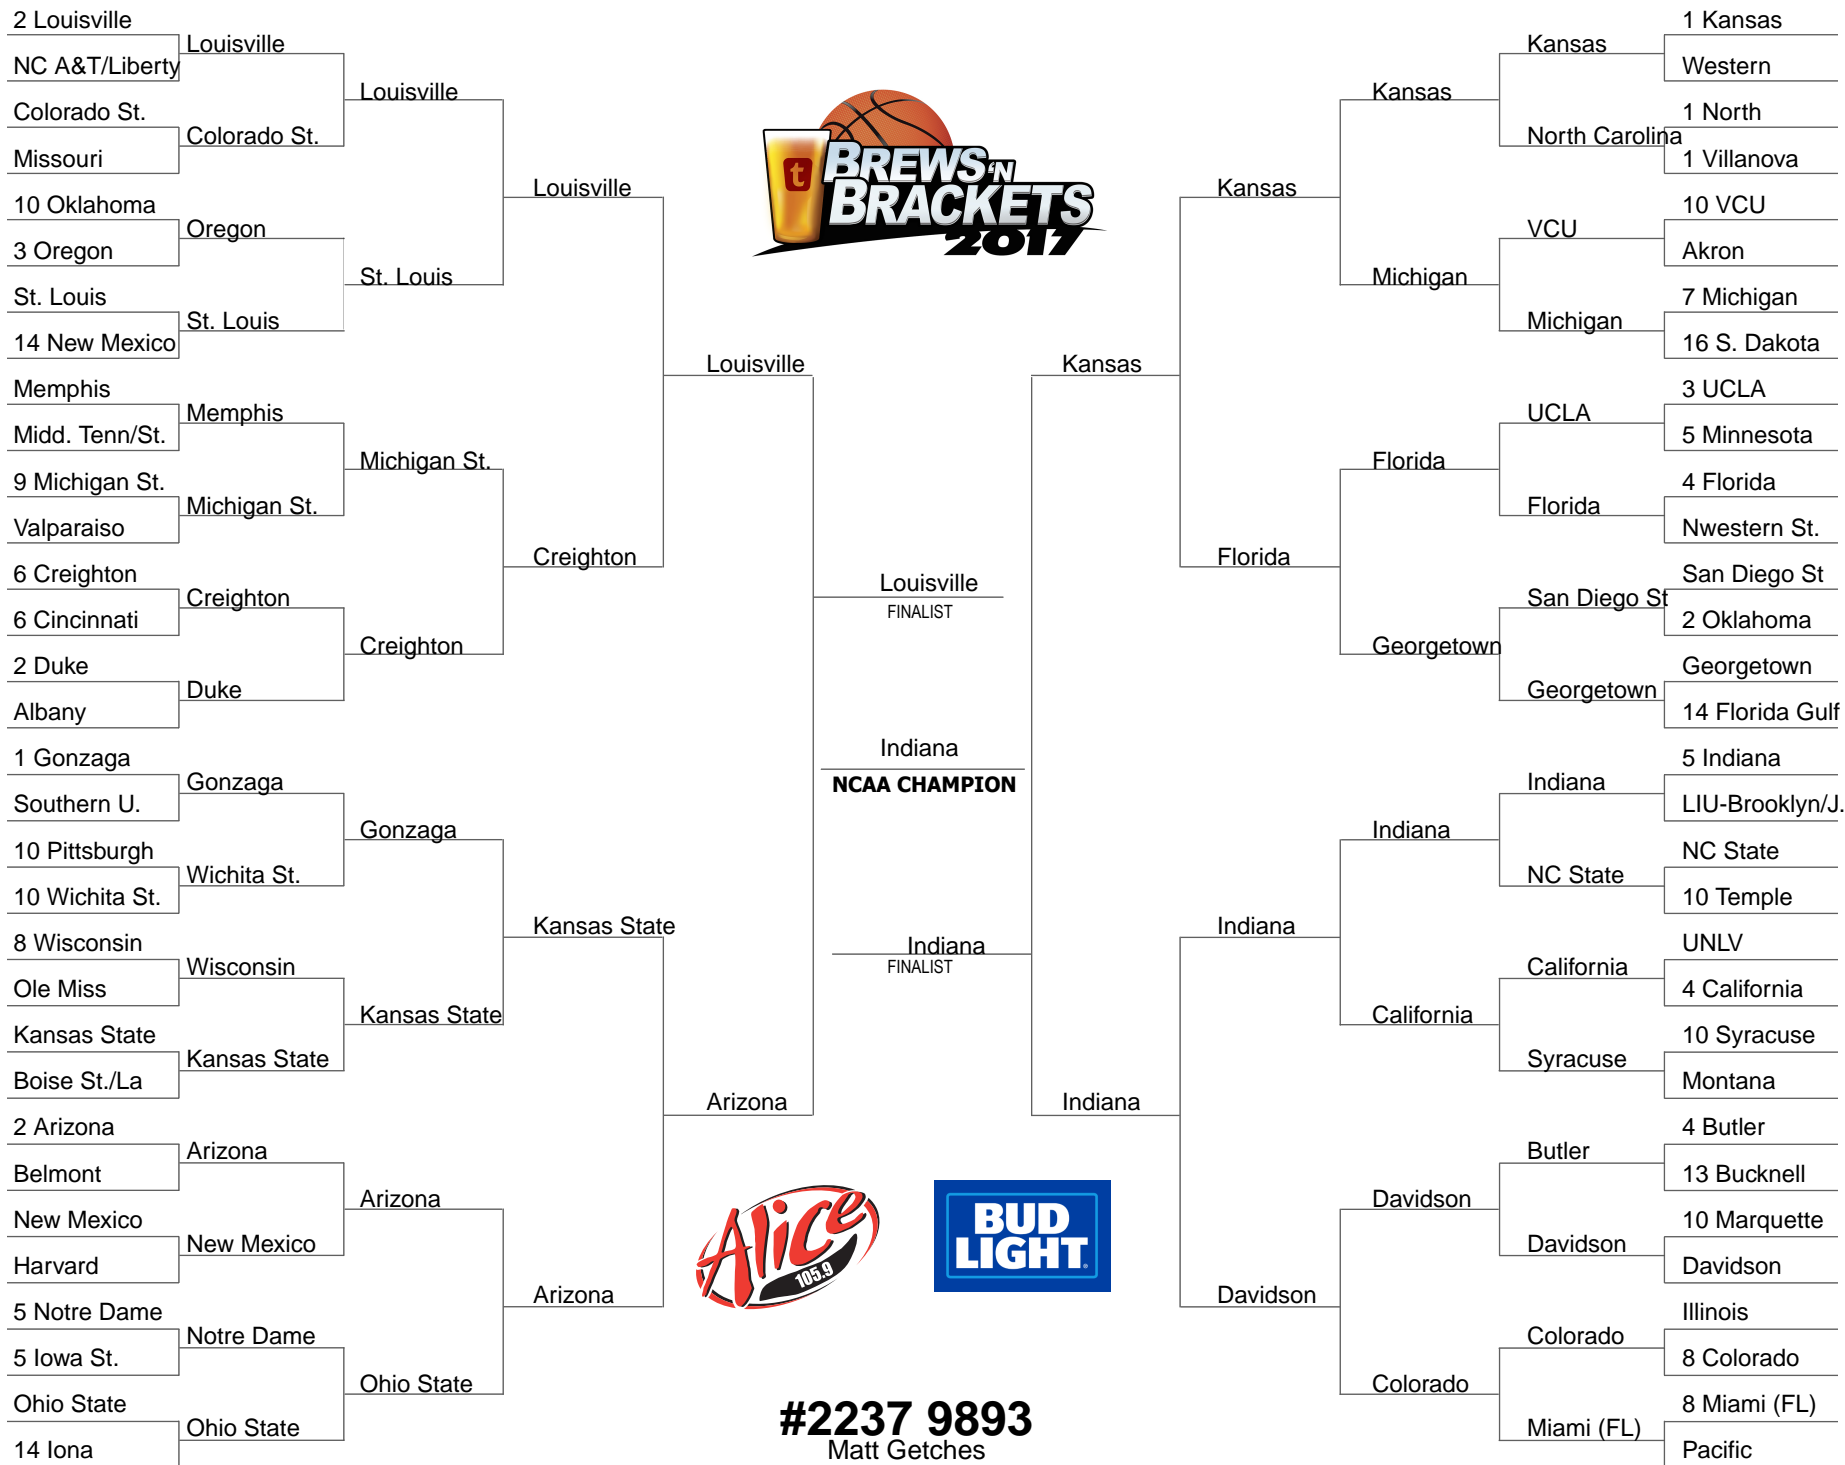 2 Louisville
NC A&T/Liberty
Colorado St.
Missouri
10 Oklahoma
3 Oregon
St. Louis
14 New Mexico
Memphis
Midd. Tenn/St.
9 Michigan St.
Valparaiso
6 Creighton
6 Cincinnati
2 Duke
Albany
1 Gonzaga
Southern U.
10 Pittsburgh
10 Wichita St.
8 Wisconsin
Ole Miss
Kansas State
Boise St./La
2 Arizona
Belmont
New Mexico
Harvard
5 Notre Dame
5 Iowa St.
Ohio State
14 Iona
Louisville
Colorado St.
Oregon
St. Louis
Memphis
Michigan St.
Creighton
Duke
Gonzaga
Wichita St.
Wisconsin
Kansas State
Arizona
New Mexico
Notre Dame
Ohio State
Louisville
St. Louis
Michigan St.
Creighton
Gonzaga
Kansas State
Arizona
Ohio State
Louisville
Creighton
Kansas State
Arizona
Louisville
Arizona
t
BREWS 'N
BRACKETS
2017
Louisville
FINALIST
Indiana
NCAA CHAMPION
Indiana
FINALIST
Alice
105.9
BUD
LIGHT
#2237 9893
Matt Getches
Kansas
Indiana
Kansas
Florida
Indiana
Davidson
Kansas
Michigan
Florida
Georgetown
Indiana
California
Davidson
Colorado
Kansas
North Carolina
VCU
Michigan
UCLA
Florida
San Diego St
Georgetown
Indiana
NC State
California
Syracuse
Butler
Davidson
Colorado
Miami (FL)
1 Kansas
Western
1 North
1 Villanova
10 VCU
Akron
7 Michigan
16 S. Dakota
3 UCLA
5 Minnesota
4 Florida
Nwestern St.
San Diego St
2 Oklahoma
Georgetown
14 Florida Gulf
5 Indiana
LIU-Brooklyn/J.
NC State
10 Temple
UNLV
4 California
10 Syracuse
Montana
4 Butler
13 Bucknell
10 Marquette
Davidson
Illinois
8 Colorado
8 Miami (FL)
Pacific